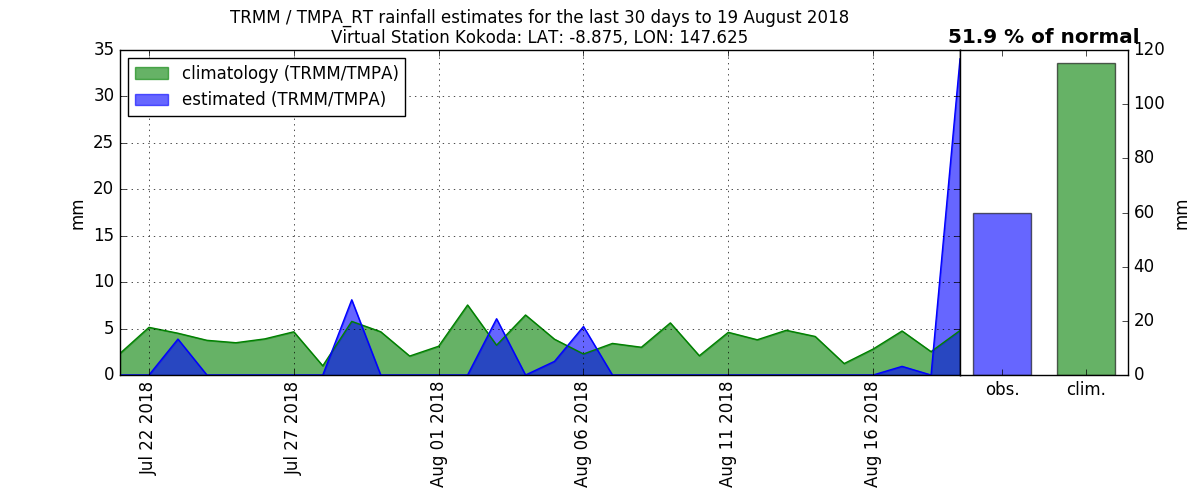 TRMM / TMPA_RT rainfall estimates for the last 30 days to 19 August 2018
Virtual Station Kokoda: LAT: -8.875, LON: 147.625
51.9 % of normal
climatology (TRMM/TMPA)
estimated (TRMM/TMPA)
35
30
25
20
15
10
5
0
mm
Jul 22 2018
Jul 27 2018
Aug 01 2018
Aug 06 2018
Aug 11 2018
Aug 16 2018
obs.
clim.
120
100
80
60
40
20
0
mm